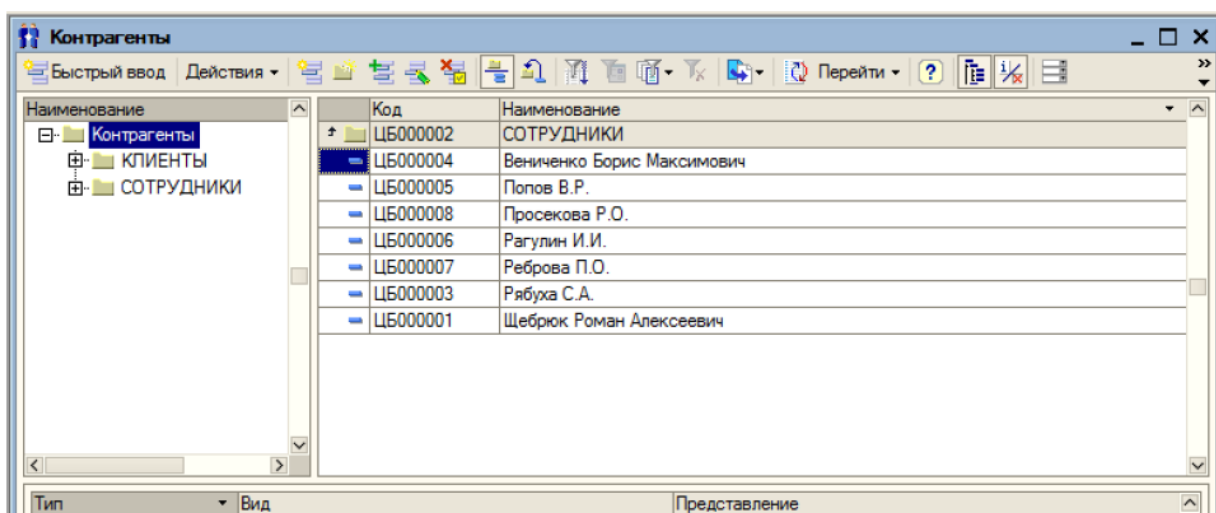 Контрагенты
Быстрый ввод Действия Перейти
Наименование
Контрагенты
КЛИЕНТЫ
СОТРУДНИКИ
Код Наименование
ЦБ000002 СОТРУДНИКИ
ЦБ000004 Вениченко Борис Максимович
ЦБ000005 Попов В.Р.
ЦБ000008 Просекова Р.О.
ЦБ000006 Рагулин И.И.
ЦБ000007 Реброва П.О.
ЦБ000003 Рябуха С.А.
ЦБ000001 Щебрюк Роман Алексеевич
Тип Вид Представление